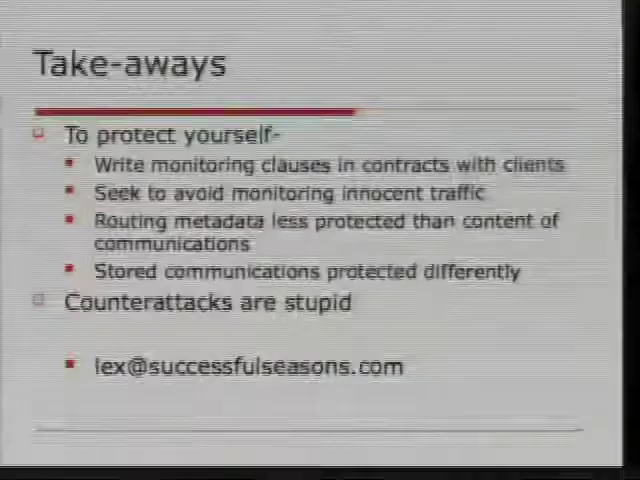 Take-aways
To protect yourself-
Write monitoring clauses in contracts with clients
Seek to avoid monitoring innocent traffic
Routing metadata less protected than content of
communications
Stored communications protected differently
Counterattacks are stupid
lex@successfulseasons.com